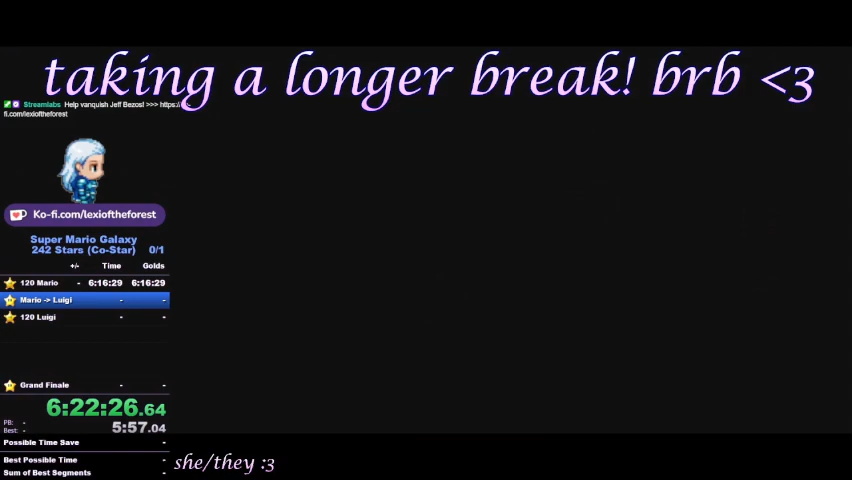 taking a longer break! brb <3
Streamlabs Help vanquish Jeff Bezos! >>> https://
fi.com/lexioftheforest
Ko-fi.com/lexioftheforest
Super Mario Galaxy
242 Stars (Co-Star) 0/1
+/- Time Golds
120 Mario - 6:16:29 6:16:29
Mario -> Luigi - -
120 Luigi - -
Grand Finale - -
6:22:26.64
PB: -
Best: - 5:57.04
Possible Time Save -
Best Possible Time -
Sum of Best Segments -
she/they :3